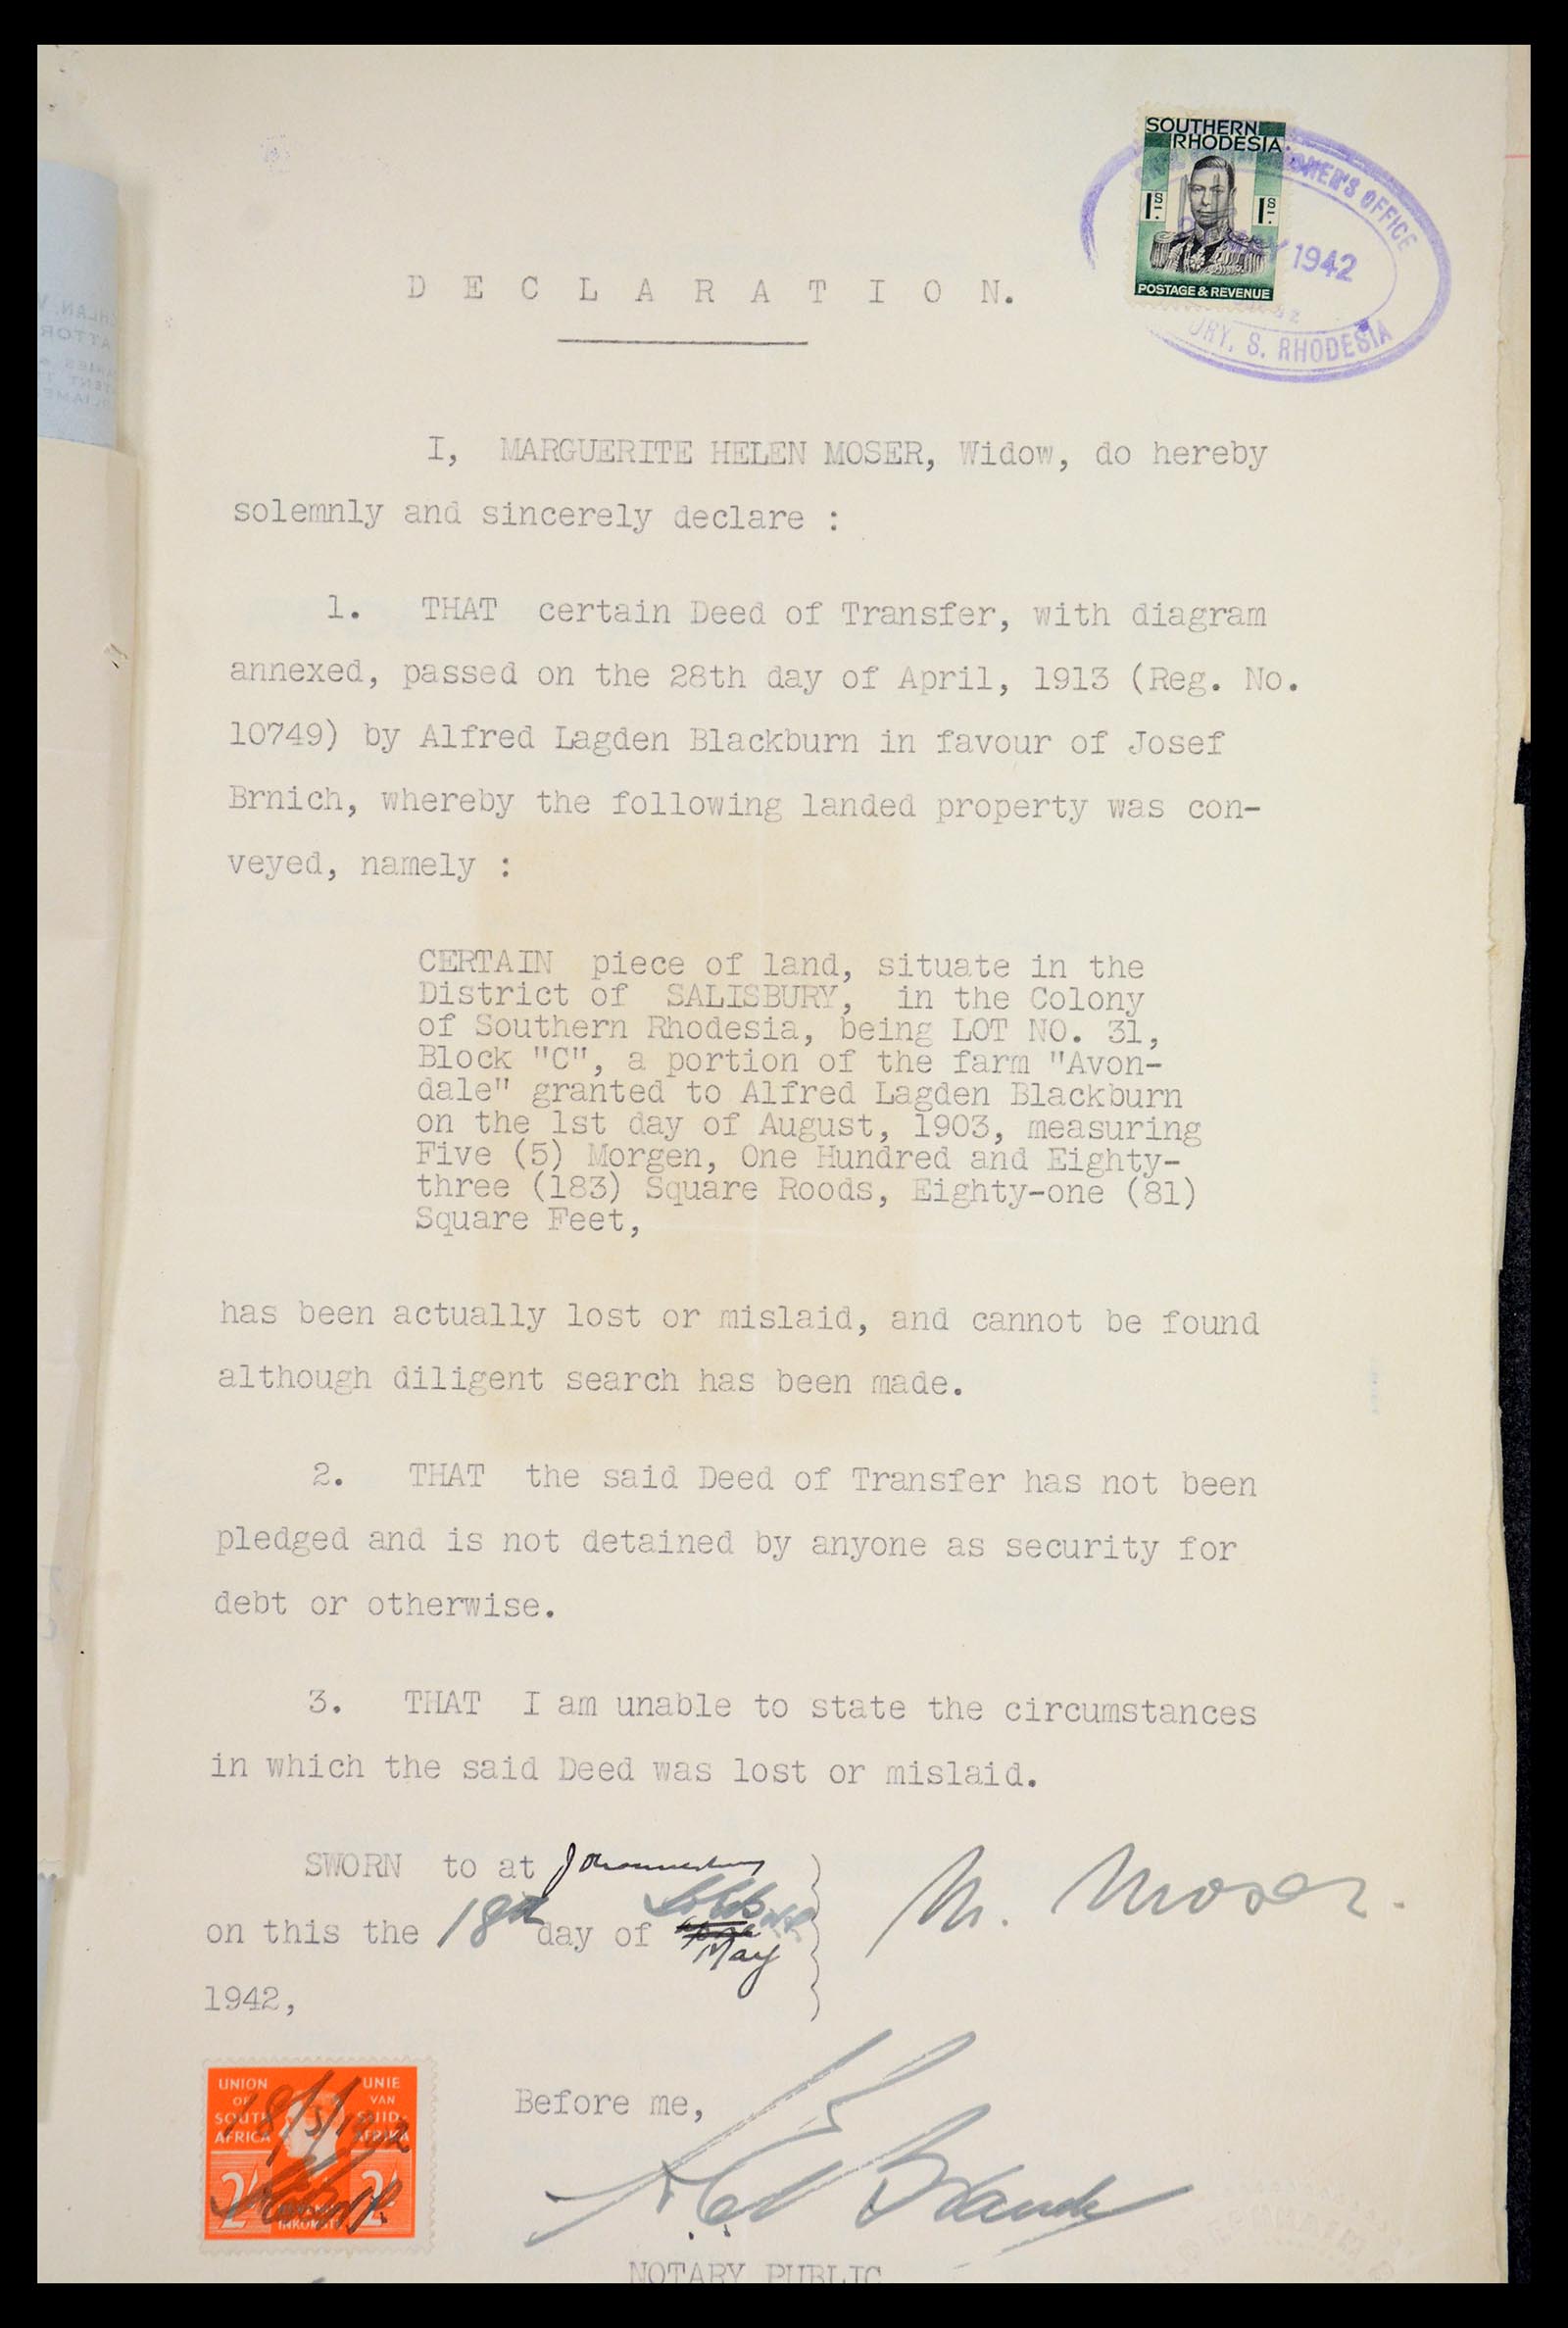 SOUTHERN
RHODESIA
1s 1s
POSTAGE & REVENUE
OFFICE
1942
S. RHODESIA
D E C L A R A T I O N.
I, MARGUERITE HELEN MOSER, Widow, do hereby
solemnly and sincerely declare :
1. THAT certain Deed of Transfer, with diagram
annexed, passed on the 28th day of April, 1913 (Reg. No.
10749) by Alfred Lagden Blackburn in favour of Josef
Brnich, whereby the following landed property was con-
veyed, namely :
CERTAIN piece of land, situate in the
District of SALISBURY, in the Colony
of Southern Rhodesia, being LOT NO. 31,
Block "C", a portion of the farm "Avon-
dale" granted to Alfred Lagden Blackburn
on the 1st day of August, 1903, measuring
Five (5) Morgen, One Hundred and Eighty-
three (183) Square Roods, Eighty-one (81)
Square Feet,
has been actually lost or mislaid, and cannot be found
although diligent search has been made.
2. THAT the said Deed of Transfer has not been
pledged and is not detained by anyone as security for
debt or otherwise.
3. THAT I am unable to state the circumstances
in which the said Deed was lost or mislaid.
SWORN to at Johannesburg
on this the 18th day of May
1942,
M. Moser.
UNION OF SOUTH AFRICA
UNIE VAN SUID AFRIKA
18/5/1942
2/- 2/-
INKOMSTE
Before me,
NOTARY PUBLIC